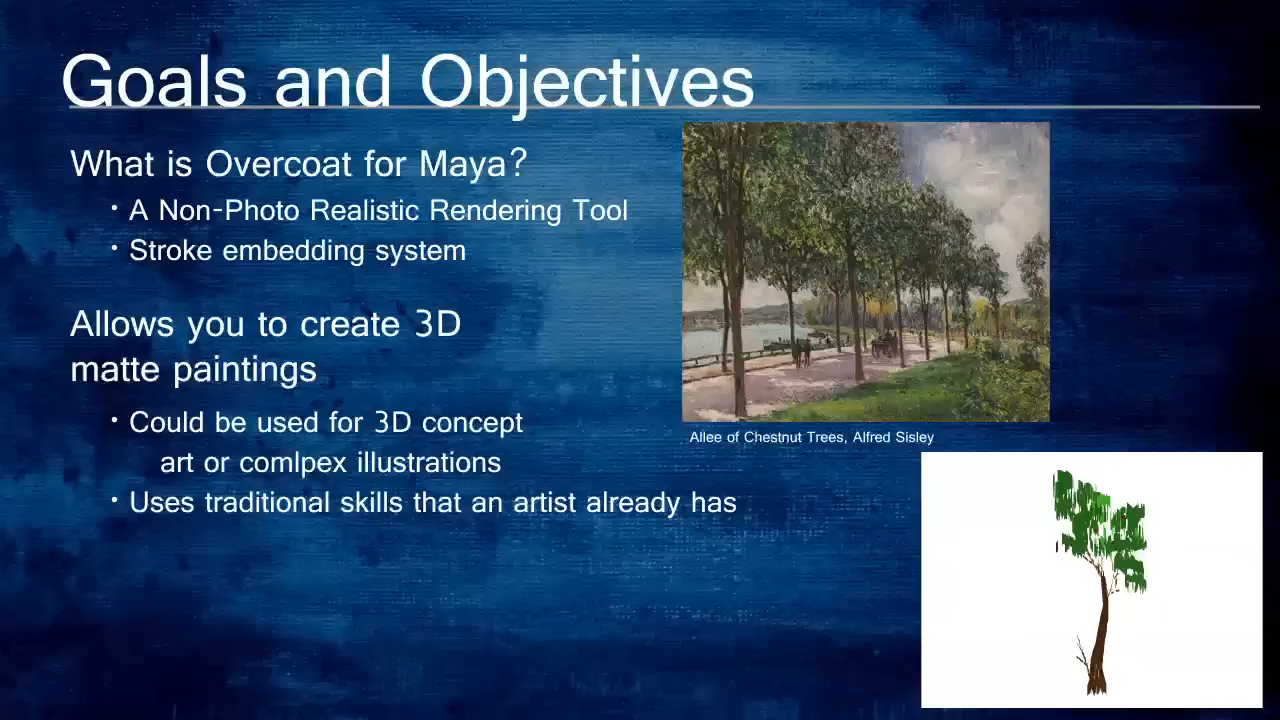 Goals and Objectives
What is Overcoat for Maya?
• A Non-Photo Realistic Rendering Tool
• Stroke embedding system
Allows you to create 3D
matte paintings
• Could be used for 3D concept
art or comlpex illustrations
• Uses traditional skills that an artist already has
Allee of Chestnut Trees, Alfred Sisley